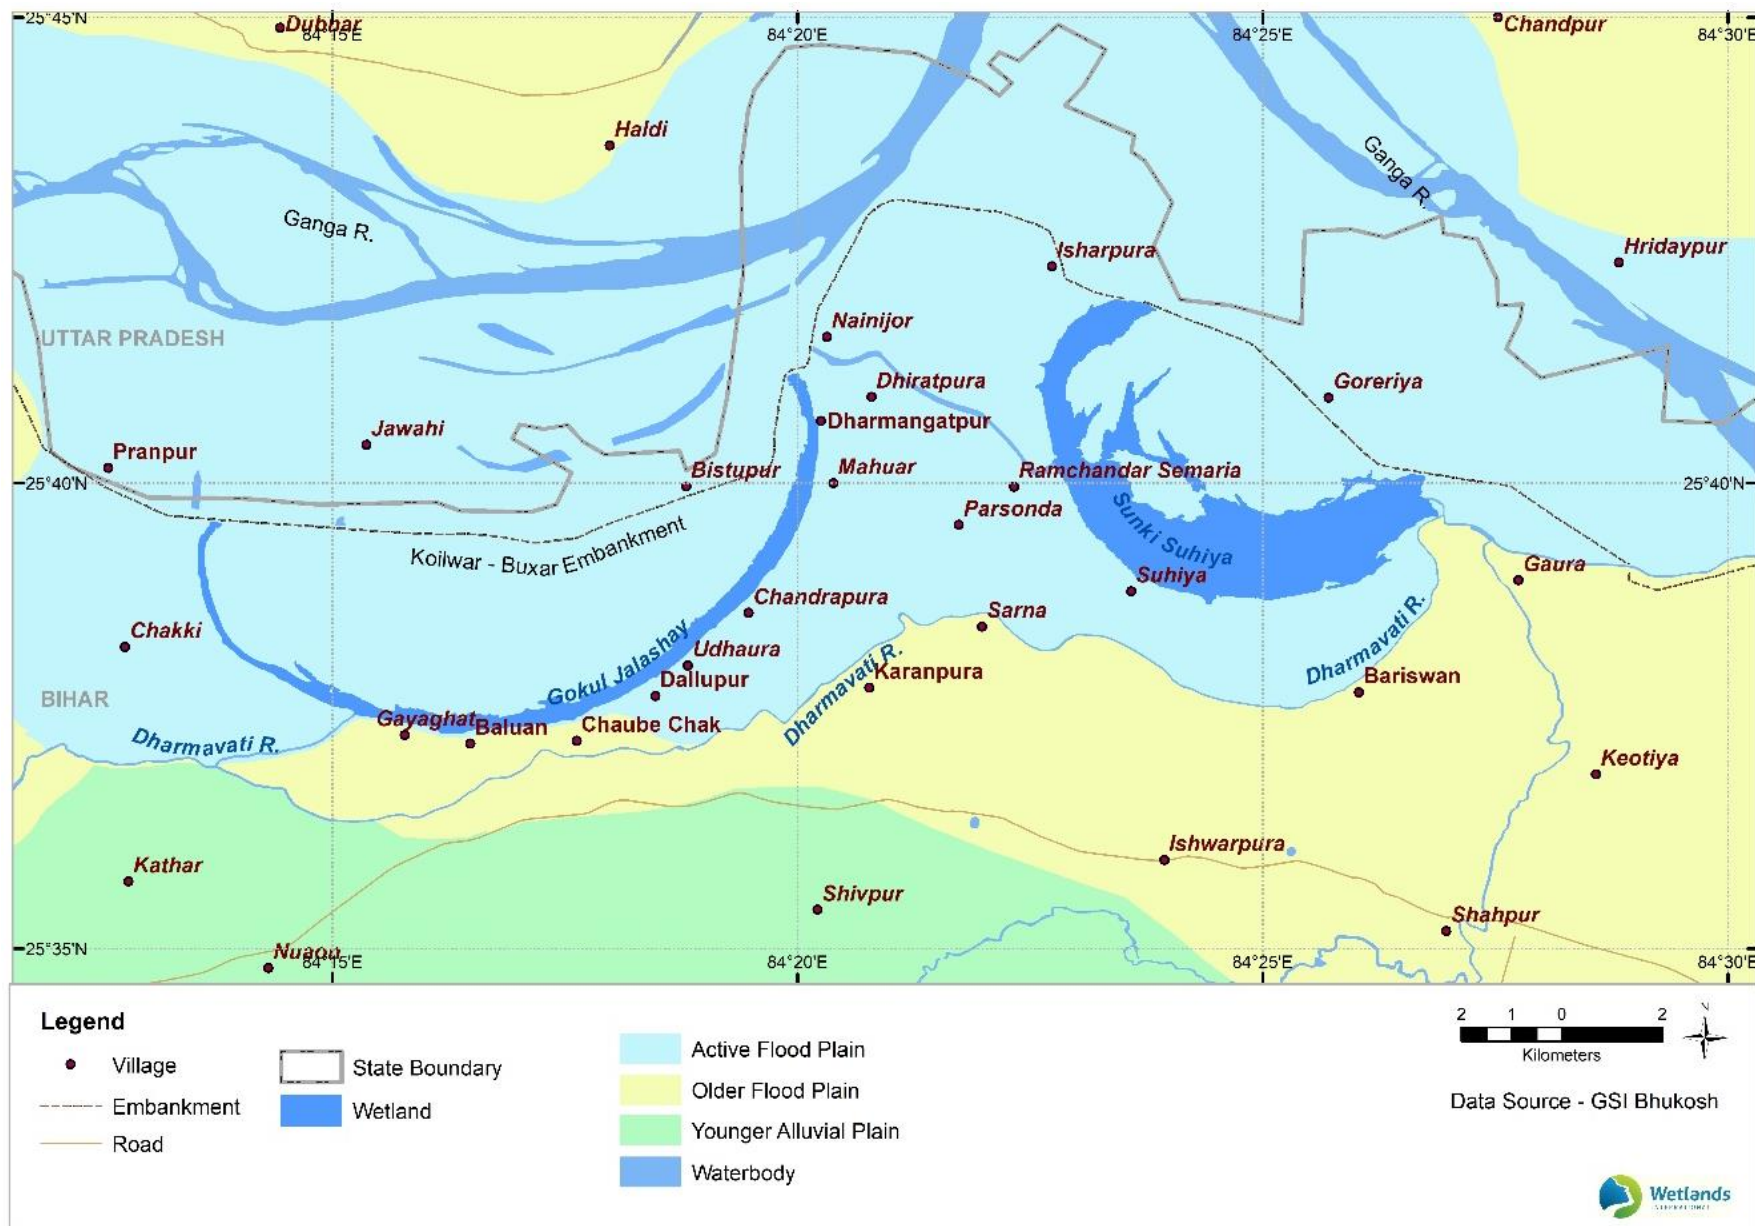 25°45'N
Dubhar
84°15'E
84°20'E
84°25'E
Chandpur
84°30'E
Haldi
Ganga R.
Ganga R.
Isharpura
Hridaypur
UTTAR PRADESH
Nainijor
Dhiratpura
Goreriya
Dharmangatpur
Jawahi
Pranpur
Bistupur
Mahuar
Ramchandar Semaria
25°40'N
25°40'N
Parsonda
Sunki Suhiya
Koilwar - Buxar Embankment
Gaura
Suhiya
Chandrapura
Sarna
Chakki
Udhaura
Gokul Jalashay
Dharmavati R.
Dharmavati R.
Karanpura
Dallupur
Bariswan
BIHAR
Gayaghat
Baluan
Chaube Chak
Dharmavati R.
Keotiya
Ishwarpura
Kathar
Shivpur
Shahpur
25°35'N
Nuaon
84°15'E
84°20'E
84°25'E
84°30'E
Legend
Village
Embankment
Road
State Boundary
Wetland
Active Flood Plain
Older Flood Plain
Younger Alluvial Plain
Waterbody
N
2 1 0 2
Kilometers
Data Source - GSI Bhukosh
Wetlands
INTERNATIONAL